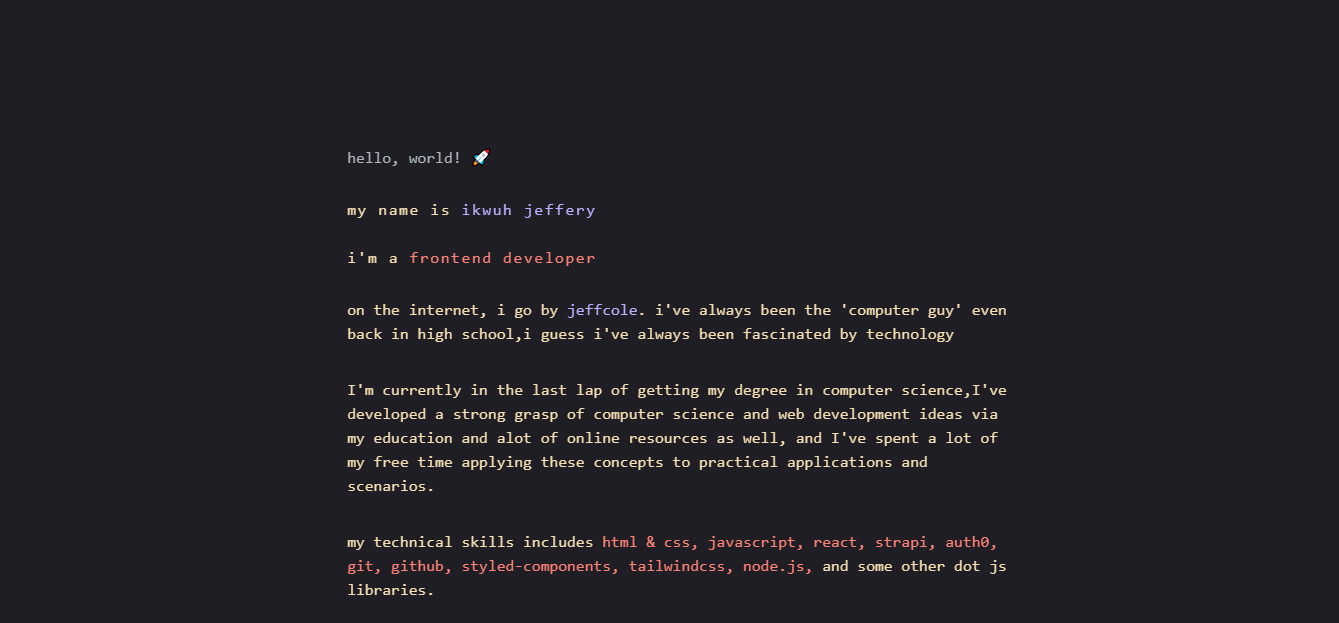 hello, world! 🚀
my name is ikwuh jeffery
i'm a frontend developer
on the internet, i go by jeffcole. i've always been the 'computer guy' even
back in high school,i guess i've always been fascinated by technology
I'm currently in the last lap of getting my degree in computer science,I've
developed a strong grasp of computer science and web development ideas via
my education and alot of online resources as well, and I've spent a lot of
my free time applying these concepts to practical applications and
scenarios.
my technical skills includes html & css, javascript, react, strapi, auth0,
git, github, styled-components, tailwindcss, node.js, and some other dot js
libraries.